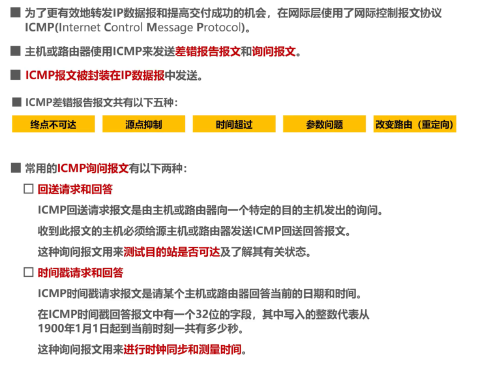 ■ 为了更有效地转发IP数据报和提高交付成功的机会，在网际层使用了网际控制报文协议
ICMP(Internet Control Message Protocol)。
■ 主机或路由器使用ICMP来发送差错报告报文和询问报文。
■ ICMP报文被封装在IP数据报中发送。
■ ICMP差错报告报文共有以下五种：
终点不可达 源点抑制 时间超过 参数问题 改变路由（重定向）
■ 常用的ICMP询问报文有以下两种：
□ 回送请求和回答
ICMP回送请求报文是由主机或路由器向一个特定的目的主机发出的询问。
收到此报文的主机必须给源主机或路由器发送ICMP回送回答报文。
这种询问报文用来测试目的站是否可达及了解其有关状态。
□ 时间戳请求和回答
ICMP时间戳请求报文是请某个主机或路由器回答当前的日期和时间。
在ICMP时间戳回答报文中有一个32位的字段，其中写入的整数代表从
1900年1月1日起到当前时刻一共有多少秒。
这种询问报文用来进行时钟同步和测量时间。